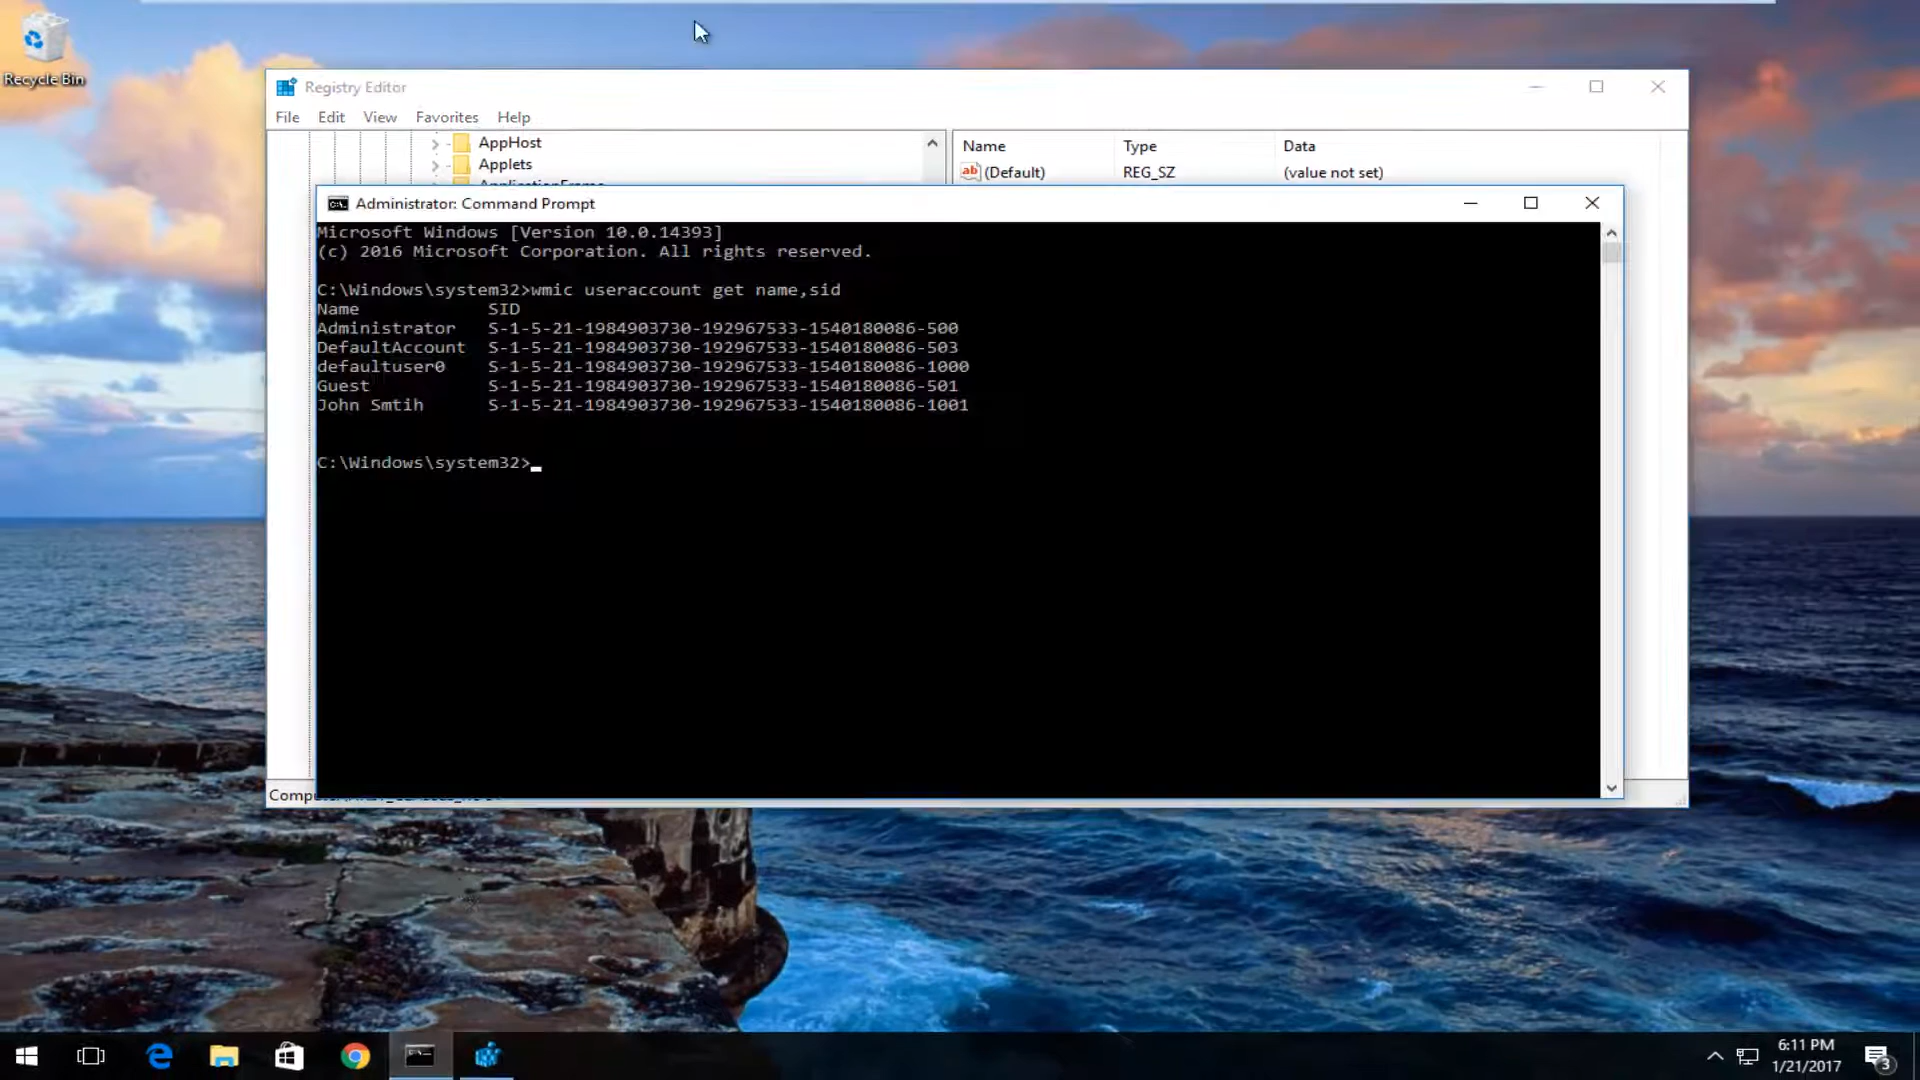 Recycle Bin
Registry Editor
File Edit View Favorites Help
AppHost
Applets
Name Type Data
(Default) REG_SZ (value not set)
Administrator: Command Prompt
Microsoft Windows [Version 10.0.14393]
(c) 2016 Microsoft Corporation. All rights reserved.
C:\Windows\system32>wmic useraccount get name,sid
Name SID
Administrator S-1-5-21-1984903730-192967533-1540180086-500
DefaultAccount S-1-5-21-1984903730-192967533-1540180086-503
defaultuser0 S-1-5-21-1984903730-192967533-1540180086-1000
Guest S-1-5-21-1984903730-192967533-1540180086-501
John Smtih S-1-5-21-1984903730-192967533-1540180086-1001
C:\Windows\system32>
6:11 PM
1/21/2017
3